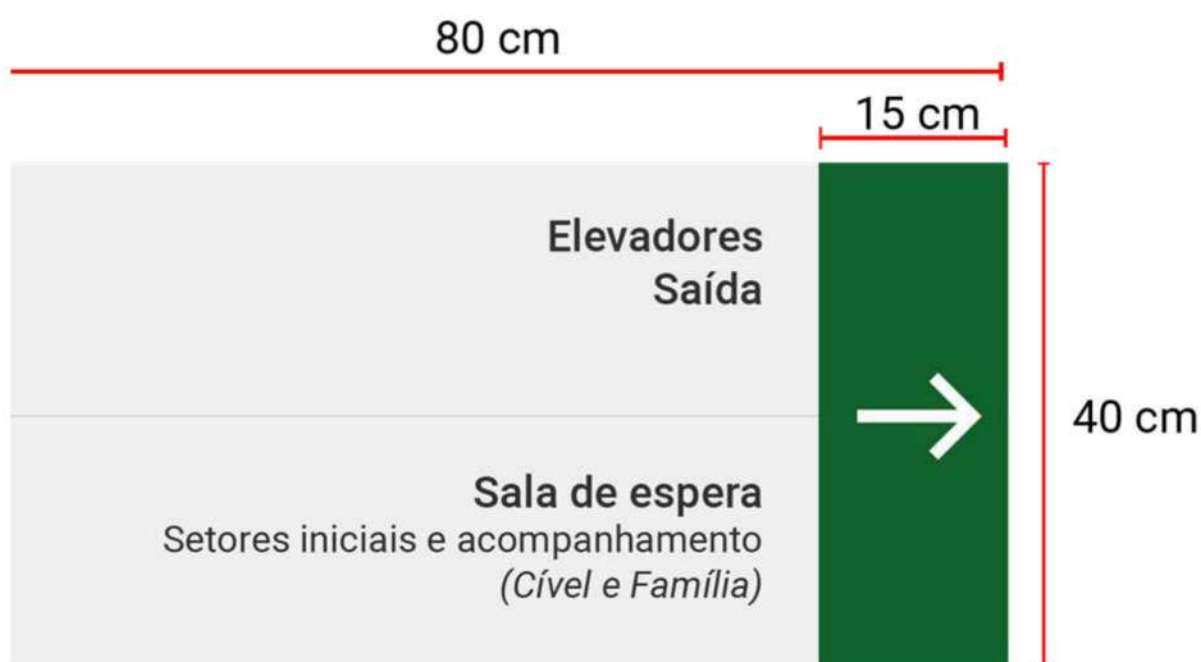 80 cm
15 cm
Elevadores
Saída
40 cm
Sala de espera
Setores iniciais e acompanhamento
(Cível e Família)